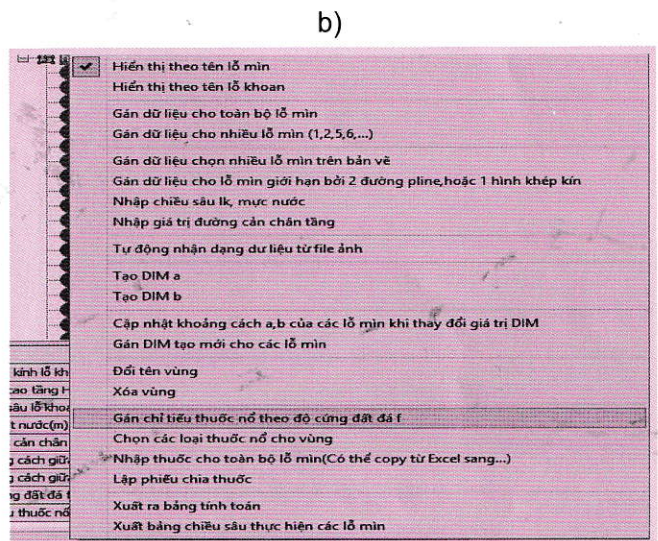 b)
Hiển thị theo tên lỗ mìn
Hiển thị theo tên lỗ khoan
Gán dữ liệu cho toàn bộ lỗ mìn
Gán dữ liệu cho nhiều lỗ mìn (1,2,5,6,...)
Gán dữ liệu chọn nhiều lỗ mìn trên bản vẽ
Gán dữ liệu cho lỗ mìn giới hạn bởi 2 đường pline,hoặc 1 hình khép kín
Nhập chiều sâu lk, mực nước
Nhập giá trị đường cản chân tầng
Tự động nhận dạng dư liệu từ file ảnh
Tạo DIM a
Tạo DIM b
Cập nhật khoảng cách a,b của các lỗ mìn khi thay đổi giá trị DIM
Gán DIM tạo mới cho các lỗ mìn
kính lỗ kh
Đổi tên vùng
cao tầng H
Xóa vùng
sâu lỗ khoa
Gán chỉ tiêu thuốc nổ theo độ cứng đất đá f
t nước(m)
Chọn các loại thuốc nổ cho vùng
cản chân
Nhập thuốc cho toàn bộ lỗ mìn(Có thể copy từ Excel sang...)
g cách giữ
Lập phiếu chia thuốc
g cách giữ
ng đất đá f
Xuất ra bảng tính toán
u thuốc nổ
Xuất bảng chiều sâu thực hiện các lỗ mìn